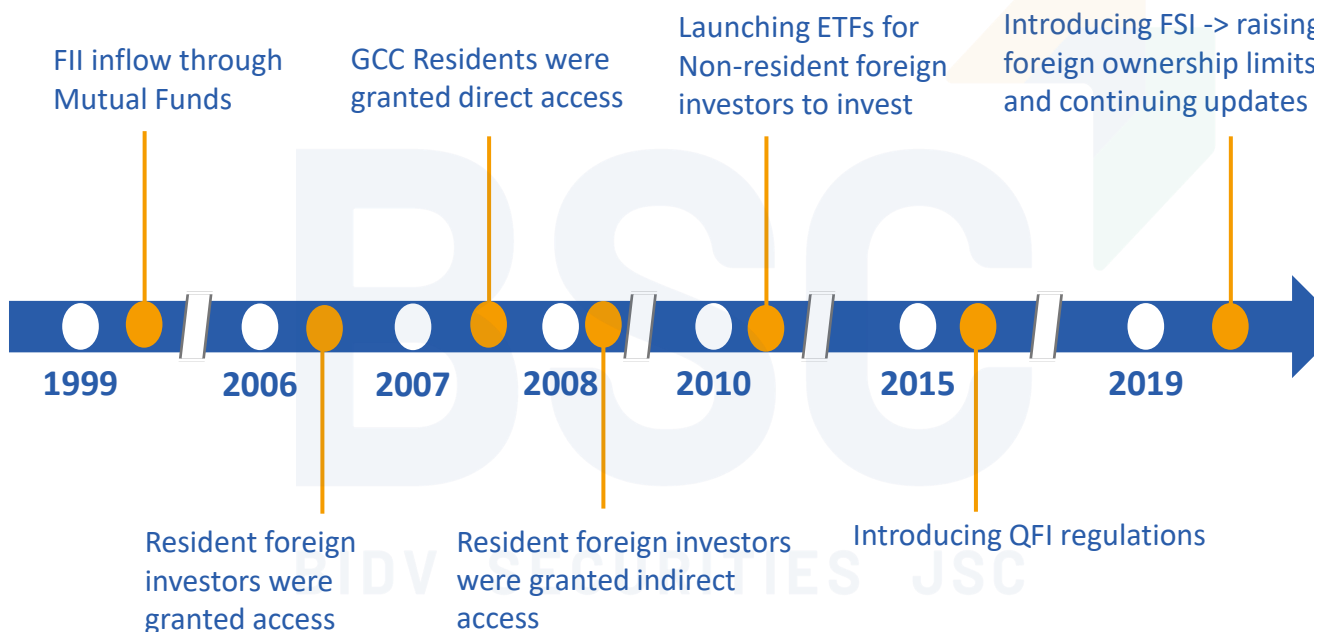 FII inflow through
Mutual Funds
GCC Residents were
granted direct access
Launching ETFs for
Non-resident foreign
investors to invest
Introducing FSI -> raising
foreign ownership limits
and continuing updates
BSC
1999
2006
2007
2008
2010
2015
2019
Resident foreign
investors were
granted access
Resident foreign investors
were granted indirect
access
Introducing QFI regulations
BIDV SECURITIES JSC